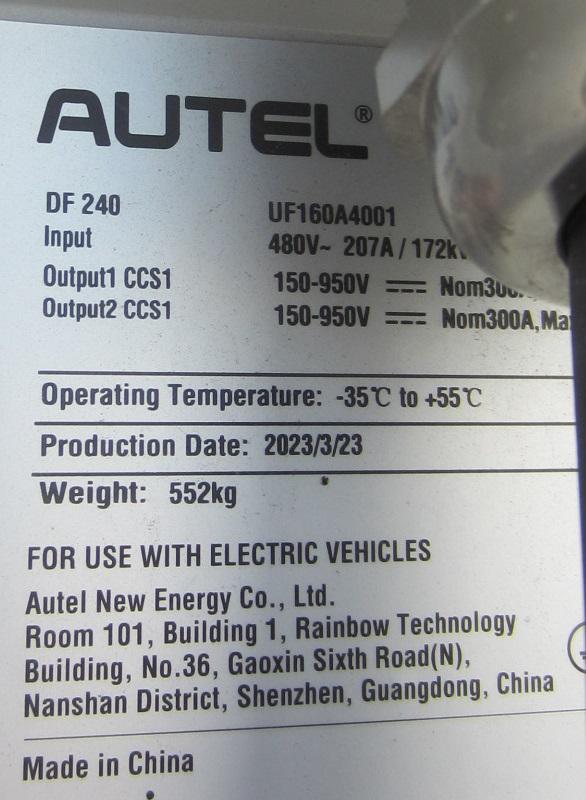 AUTEL®
DF 240 UF160A4001
Input 480V~ 207A / 172k
Output1 CCS1 150-950V ⎓ Nom300
Output2 CCS1 150-950V ⎓ Nom300A,Ma
Operating Temperature: -35℃ to +55℃
Production Date: 2023/3/23
Weight: 552kg
FOR USE WITH ELECTRIC VEHICLES
Autel New Energy Co., Ltd.
Room 101, Building 1, Rainbow Technology
Building, No.36, Gaoxin Sixth Road(N),
Nanshan District, Shenzhen, Guangdong, China
Made in China